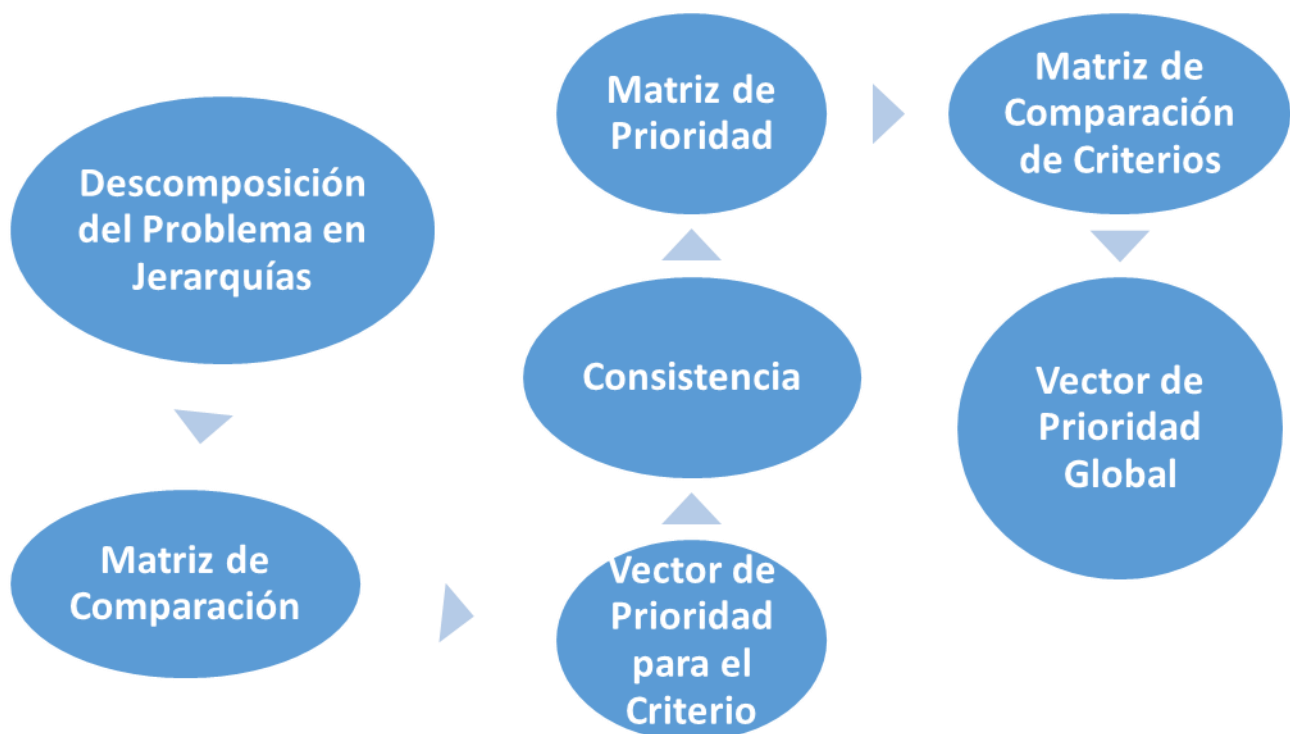 Descomposición
del Problema en
Jerarquías
Matriz de
Comparación
Vector de
Prioridad
para el
Criterio
Consistencia
Matriz de
Prioridad
Matriz de
Comparación
de Criterios
Vector de
Prioridad
Global